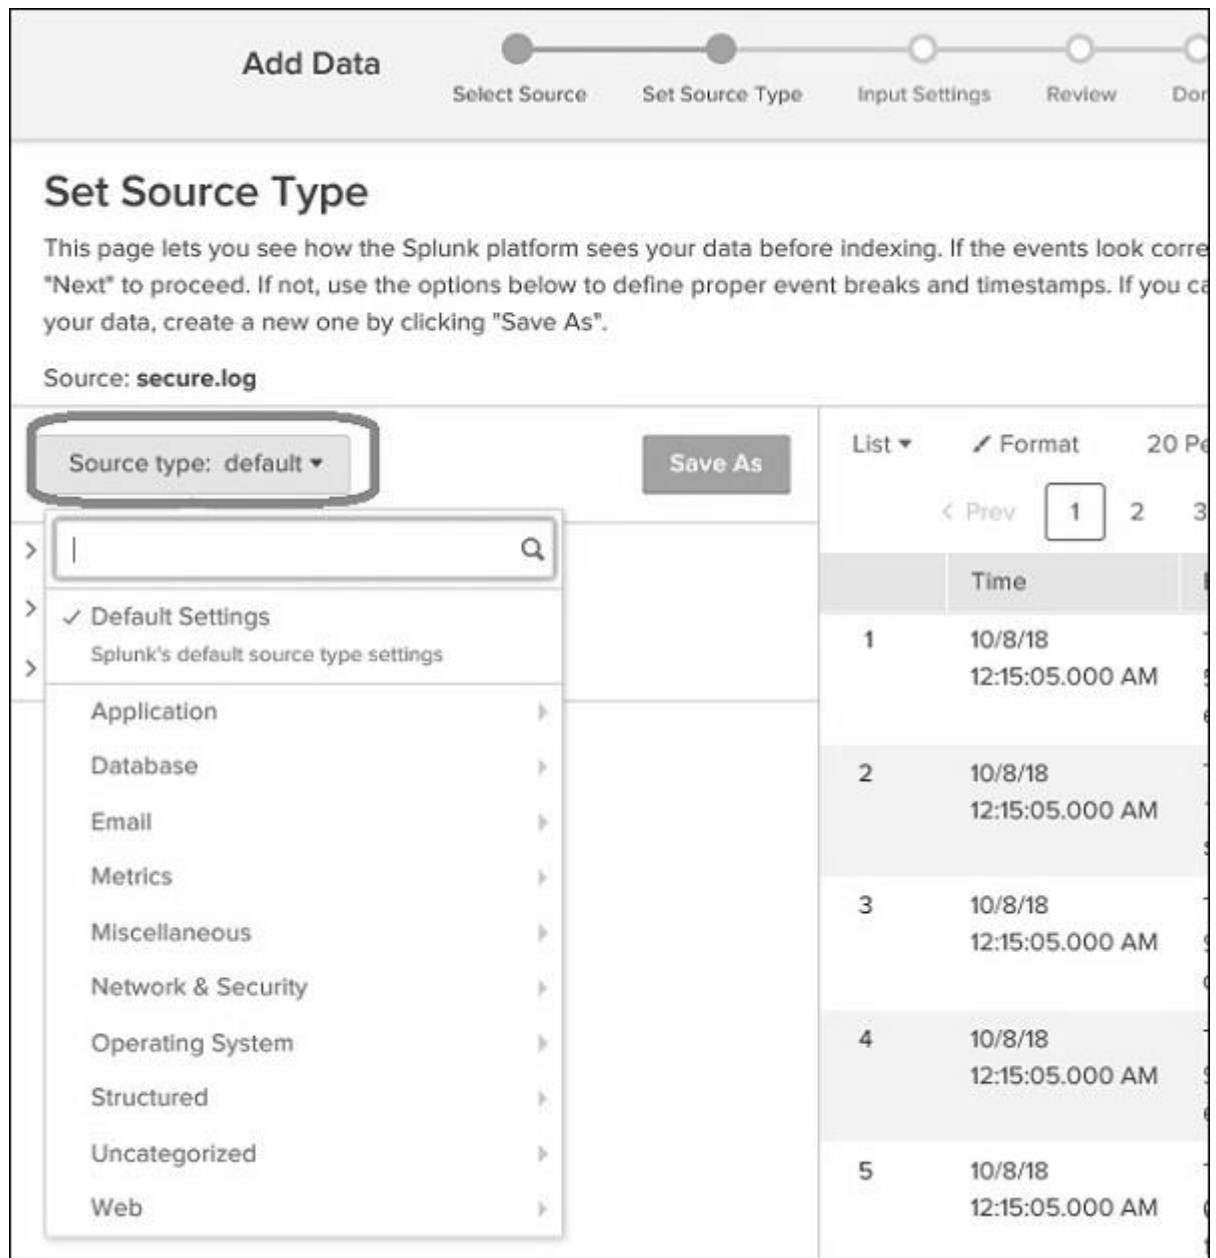 Add Data
Select Source
Set Source Type
Input Settings
Review
Set Source Type
This page lets you see how the Splunk platform sees your data before indexing. If the events look
"Next" to proceed. If not, use the options below to define proper event breaks and timestamps. If you
your data, create a new one by clicking "Save As".
Source: secure.log
Source type: default
Save As
List
Format
20
< Prev
1
2
3
Time
Default Settings
Splunk's default source type settings
Application
Database
Email
Metrics
Miscellaneous
Network & Security
Operating System
Structured
Uncategorized
Web
1
10/8/18
12:15:05.000 AM
2
10/8/18
12:15:05.000 AM
3
10/8/18
12:15:05.000 AM
4
10/8/18
12:15:05.000 AM
5
10/8/18
12:15:05.000 AM